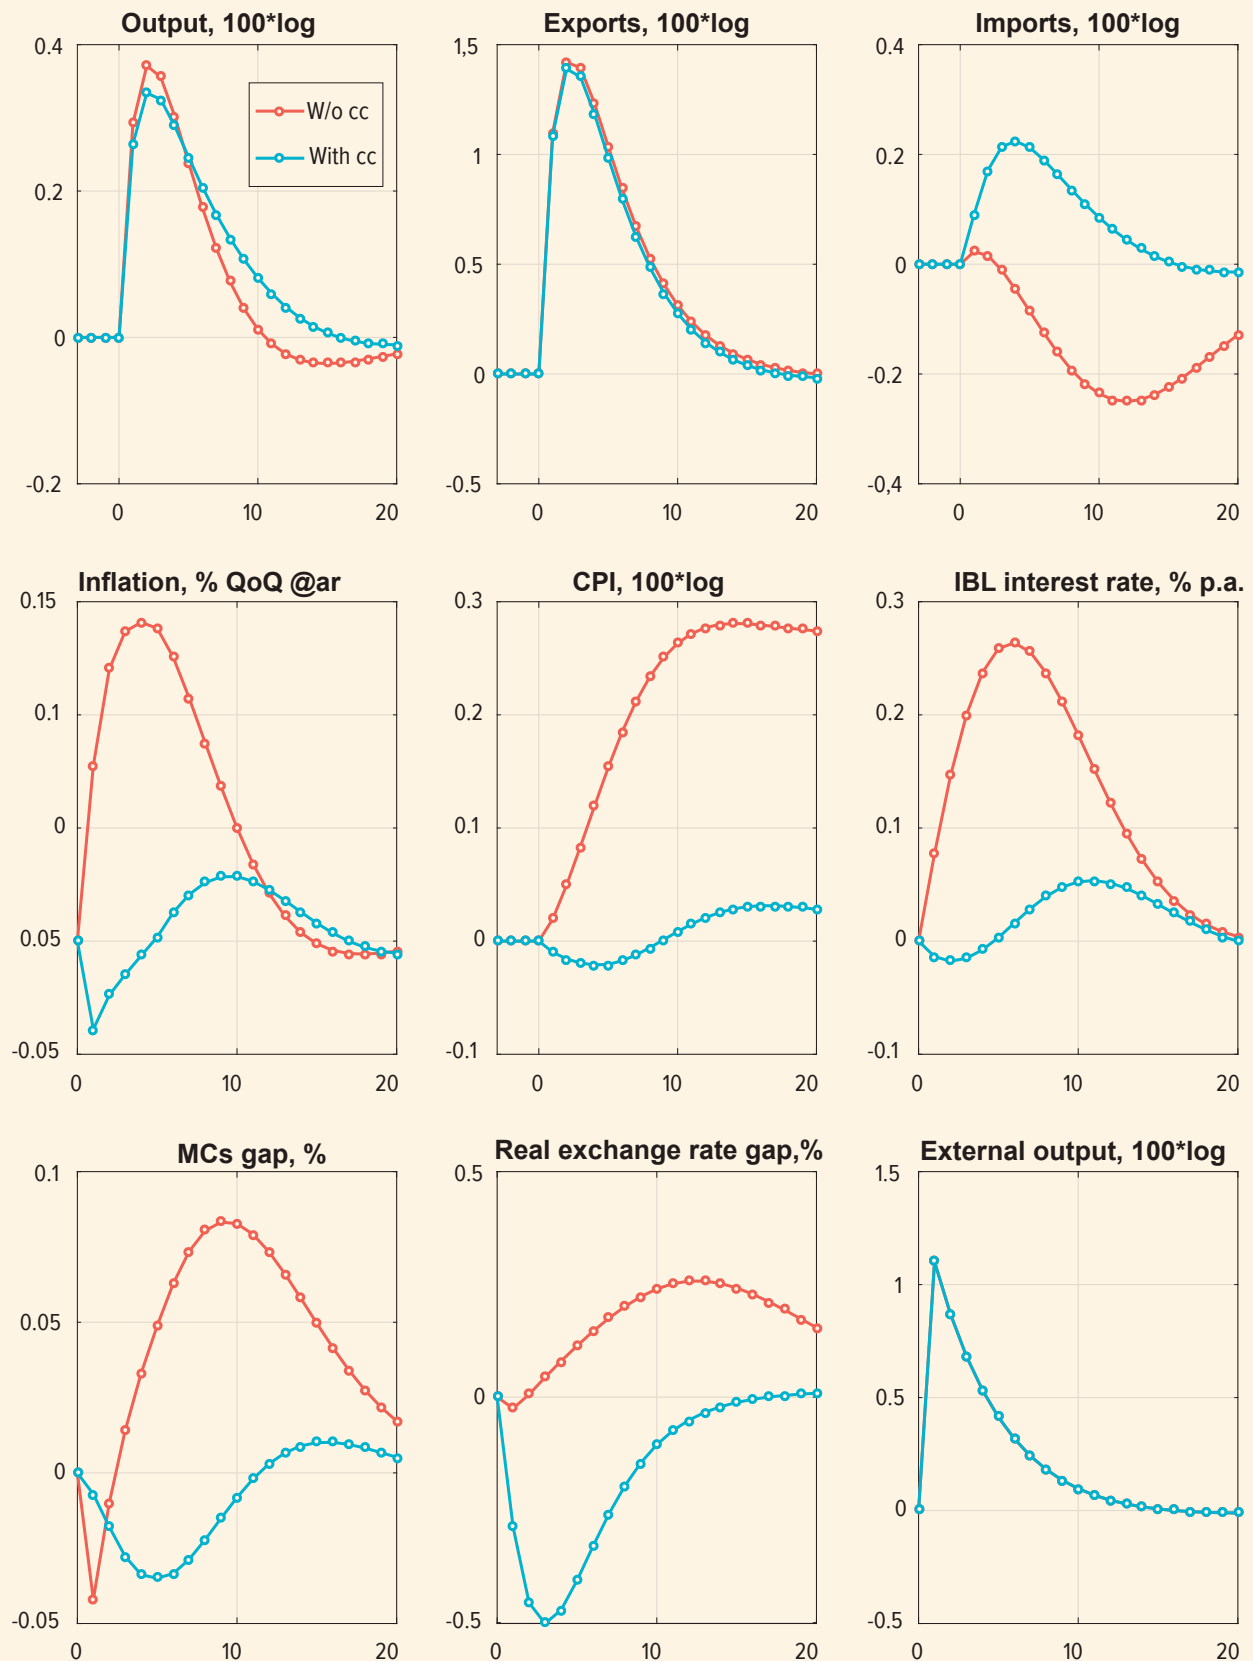 Output, 100*log
0.4
0.2
0
-0.2
0 10 20
W/o cc
With cc
Exports, 100*log
1,5
1
0.5
0
-0.5
0 10 20
Imports, 100*log
0.4
0.2
0
-0.2
-0,4
0 10 20
Inflation, % QoQ @ar
0.15
0.1
0
0.05
-0.05
0 10 20
CPI, 100*log
0.3
0.2
0.1
0
-0.1
0 10 20
IBL interest rate, % p.a.
0.3
0.2
0.1
0
-0.1
0 10 20
MCs gap, %
0.1
0.05
0
-0.05
0 10 20
Real exchange rate gap,%
0.5
0
-0.5
0 10 20
External output, 100*log
1.5
1
0.5
0
-0.5
0 10 20